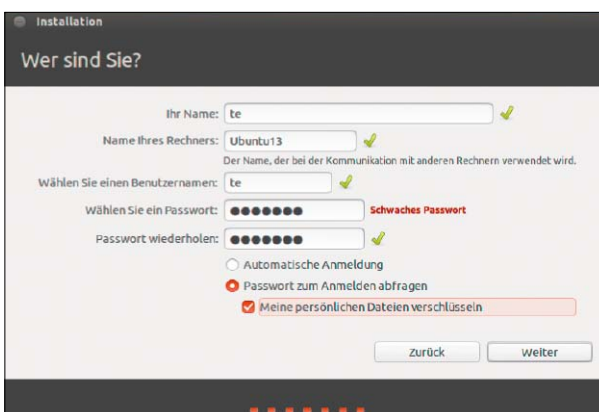 Installation
Wer sind Sie?
Ihr Name: te
Name Ihres Rechners: Ubuntu13
Der Name, der bei der Kommunikation mit anderen Rechnern verwendet wird.
Wählen Sie einen Benutzernamen: te
Wählen Sie ein Passwort: ●●●●●●● Schwaches Passwort
Passwort wiederholen: ●●●●●●●
Automatische Anmeldung
Passwort zum Anmelden abfragen
Meine persönlichen Dateien verschlüsseln
Zurück Weiter